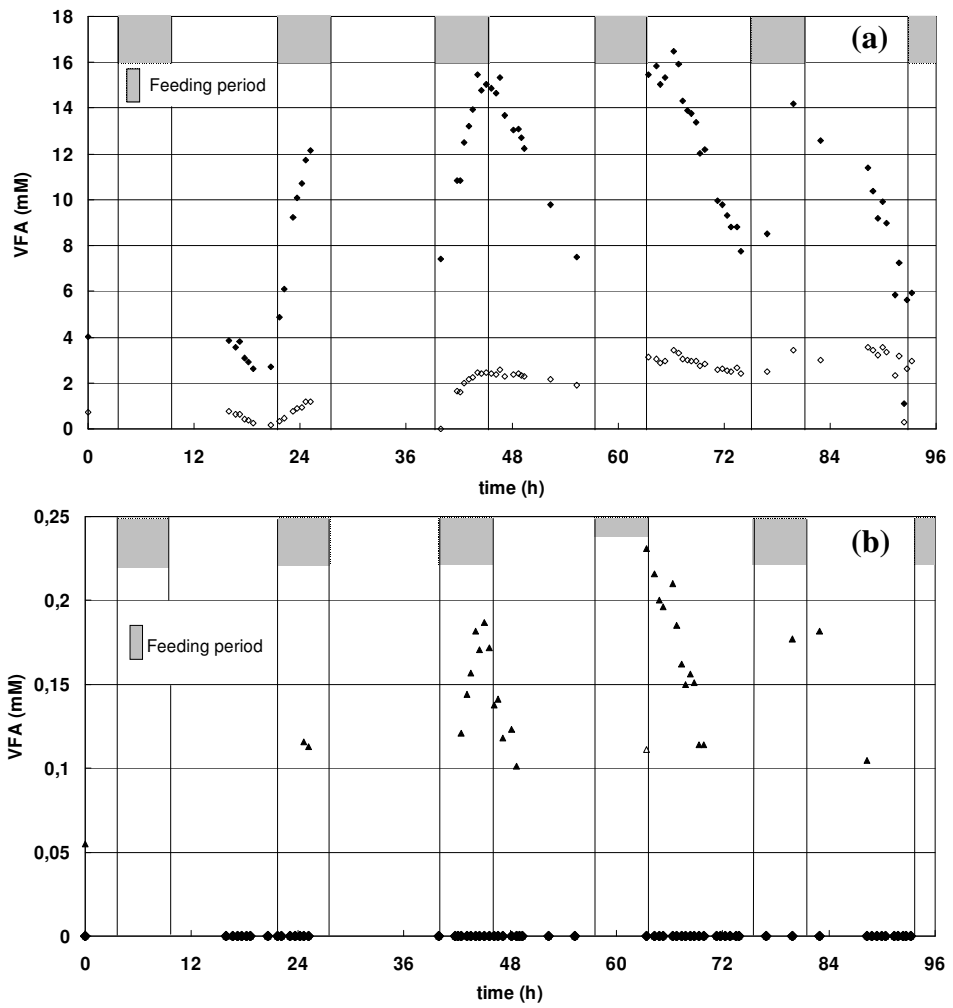 18
16
14
12
10
8
6
4
2
0
VFA (mM)
(a)
Feeding period
0 12 24 36 48 60 72 84 96
time (h)
0,25
0,2
0,15
0,1
0,05
0
VFA (mM)
(b)
Feeding period
0 12 24 36 48 60 72 84 96
time (h)